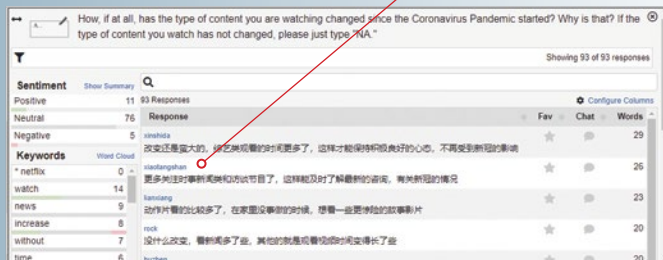 How, if at all, has the type of content you are watching changed since the Coronavirus Pandemic started? Why is that? If the
type of content you watch has not changed, please just type "NA."
Showing 93 of 93 responses
Sentiment Show Summary
Positive 11
Neutral 76
Negative 5
Keywords Word Cloud
* netflix 0
watch 14
news 9
increase 8
without 7
time 6
93 Responses Configure Columns
Response Fav Chat Words
xinshida
改变还是蛮大的，综艺类观看的时间更多了，这样才能保持积极良好的心态，不再受到新冠的影响 29
xiaotangshan
更多关注时事新闻类和访谈节目了，这样能及时了解最新的咨询，有关新冠的情况 26
lanxiang
动作片看的比较多了，在家里没事做的时候，想看一些更惊险的故事影片 23
rock
没什么改变，看新闻多了些，其他的就是观看视频时间变得长了些 20
20